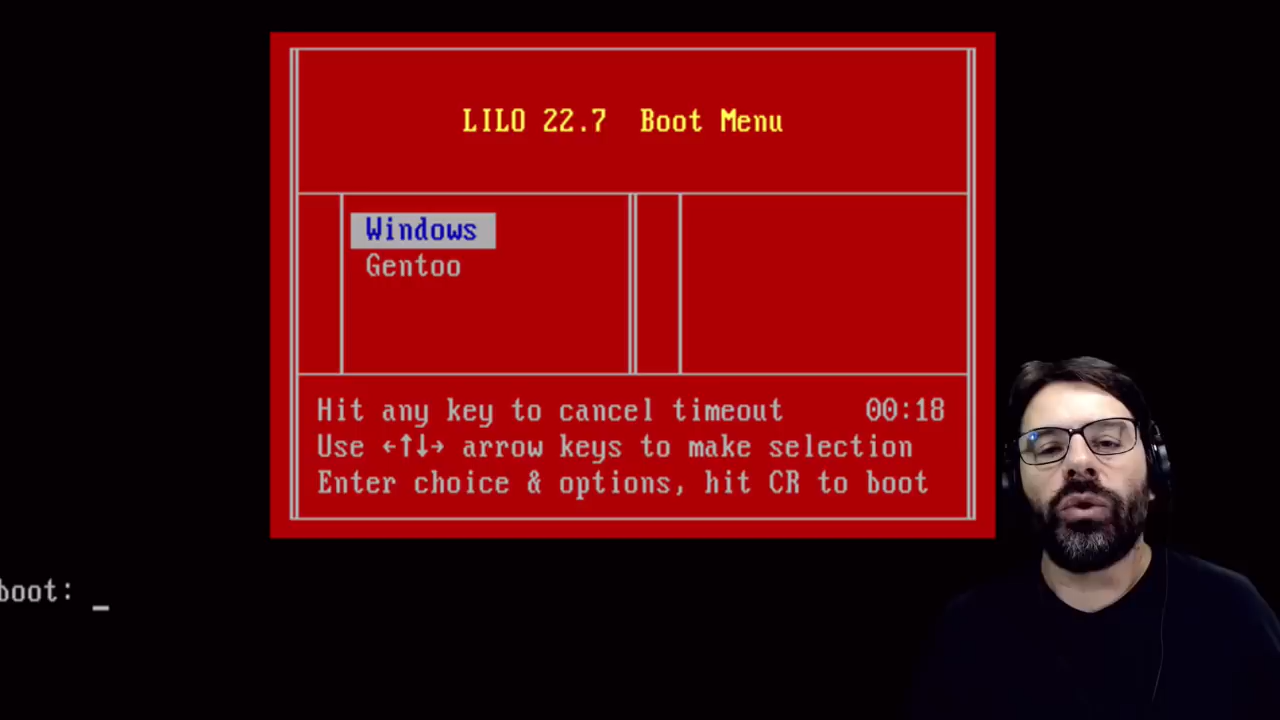 LILO 22.7 Boot Menu
Windows
Gentoo
Hit any key to cancel timeout 00:18
Use ←↑↓→ arrow keys to make selection
Enter choice & options, hit CR to boot
boot: _